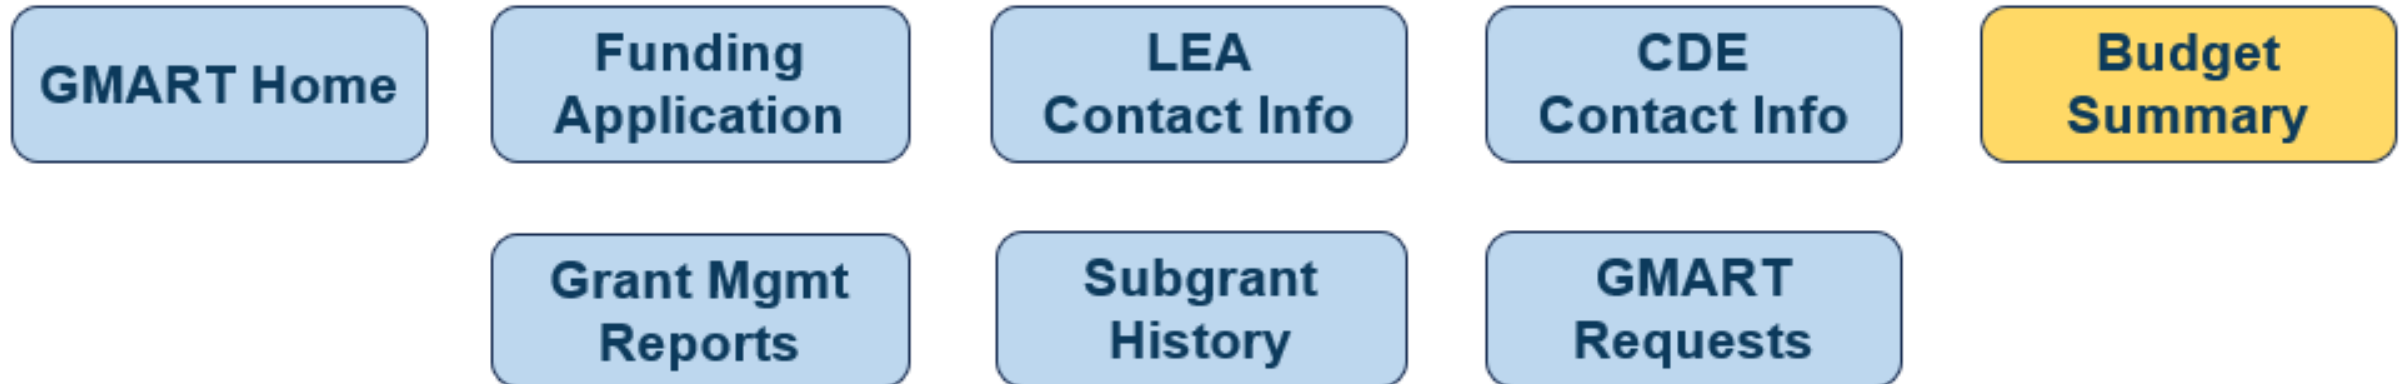 GMART Home
Funding
Application
LEA
Contact Info
CDE
Contact Info
Budget
Summary
Grant Mgmt
Reports
Subgrant
History
GMART
Requests